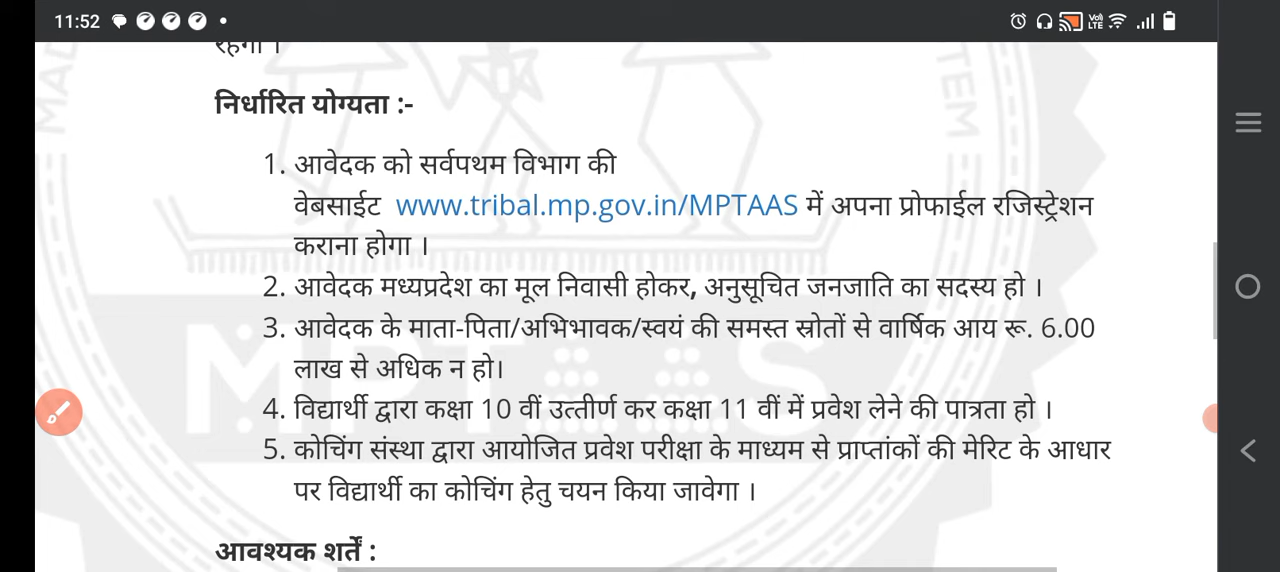 11:52
रहेगा ।
निर्धारित योग्यता :-
1. आवेदक को सर्वपथम विभाग की
वेबसाईट www.tribal.mp.gov.in/MPTAAS में अपना प्रोफाईल रजिस्ट्रेशन
कराना होगा ।
2. आवेदक मध्यप्रदेश का मूल निवासी होकर, अनुसूचित जनजाति का सदस्य हो ।
3. आवेदक के माता-पिता/अभिभावक/स्वयं की समस्त स्रोतों से वार्षिक आय रू. 6.00
लाख से अधिक न हो।
4. विद्यार्थी द्वारा कक्षा 10 वीं उत्तीर्ण कर कक्षा 11 वीं में प्रवेश लेने की पात्रता हो ।
5. कोचिंग संस्था द्वारा आयोजित प्रवेश परीक्षा के माध्यम से प्राप्तांकों की मेरिट के आधार
पर विद्यार्थी का कोचिंग हेतु चयन किया जावेगा ।
आवश्यक शर्तें :
MPTAAS